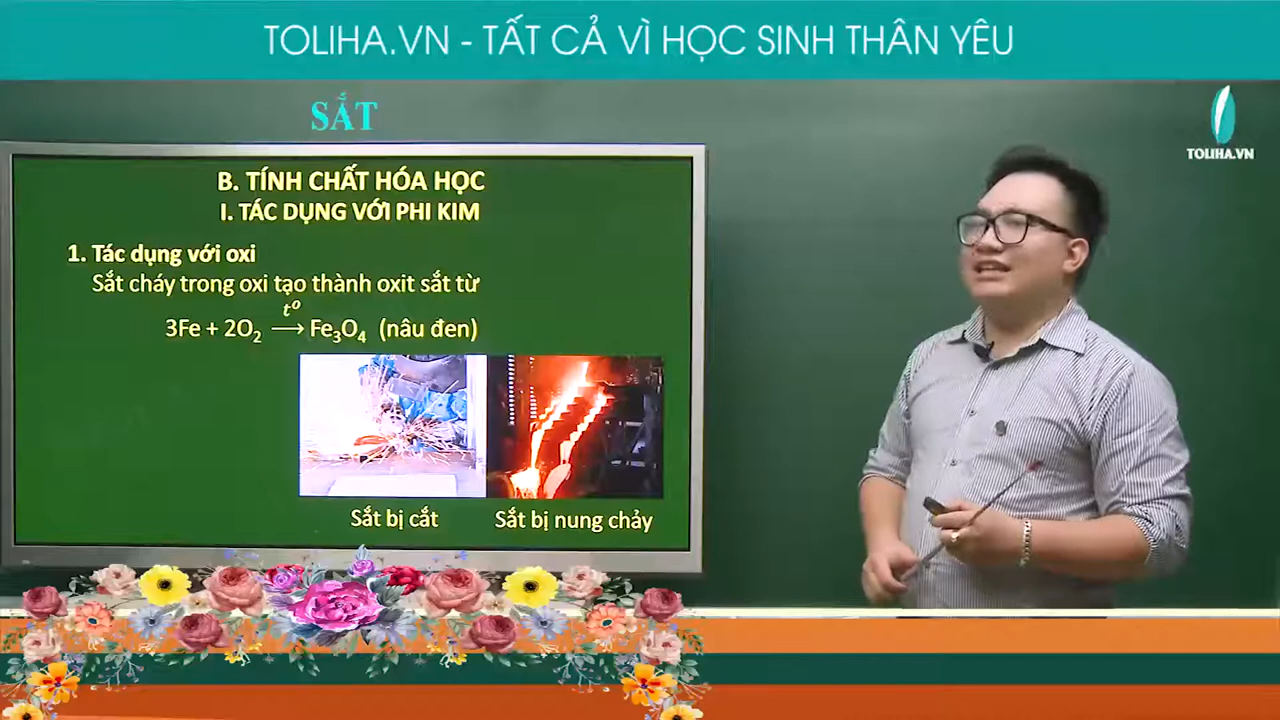 TOLIHA.VN - TẤT CẢ VÌ HỌC SINH THÂN YÊU
TOLIHA.VN
SẮT
B. TÍNH CHẤT HÓA HỌC
I. TÁC DỤNG VỚI PHI KIM
1. Tác dụng với oxi
Sắt cháy trong oxi tạo thành oxit sắt từ
3Fe + 2O₂ \xrightarrow{t^o} Fe₃O₄ (nâu đen)
Sắt bị cắt
Sắt bị nung chảy